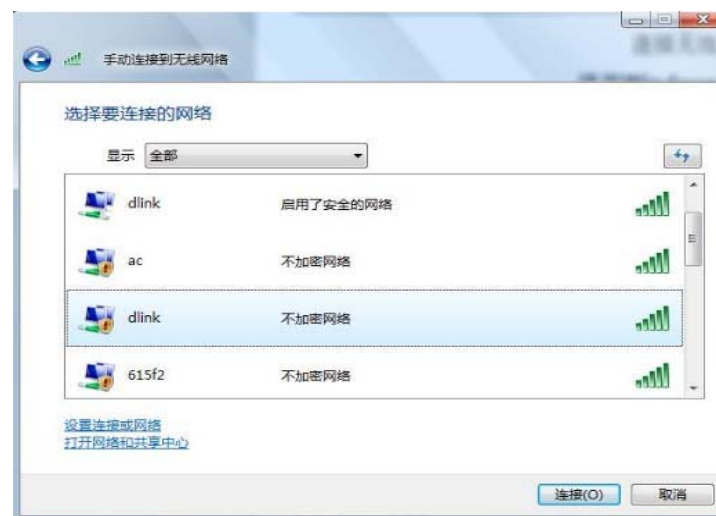 手动连接到无线网络
选择要连接的网络
显示 全部
dlink 启用了安全的网络
ac 不加密网络
dlink 不加密网络
615f2 不加密网络
设置连接或网络
打开网络和共享中心
连接(O) 取消